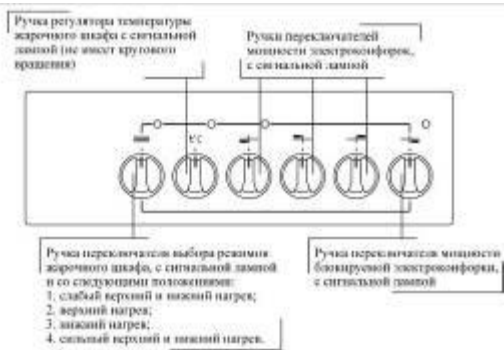 Ручка регулятора температуры
жарочного шкафа с сигнальной
лампой (не имеет кругового
вращения)
Ручки переключателей
мощности электроконфорок,
с сигнальной лампой
Ручка переключателя выбора режимов
жарочного шкафа, с сигнальной лампой
и со следующими положениями:
1. слабый верхний и нижний нагрев;
2. верхний нагрев;
3. нижний нагрев;
4. сильный верхний и нижний нагрев.
Ручка переключателя мощности
блокируемой электроконфорки,
с сигнальной лампой